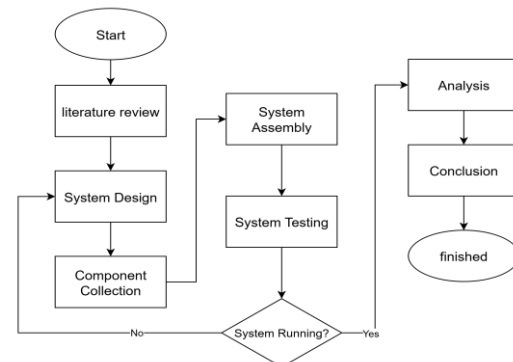 Start
literature review
System Design
Component
Collection
System
Assembly
System Testing
System Running?
No
Yes
Analysis
Conclusion
finished